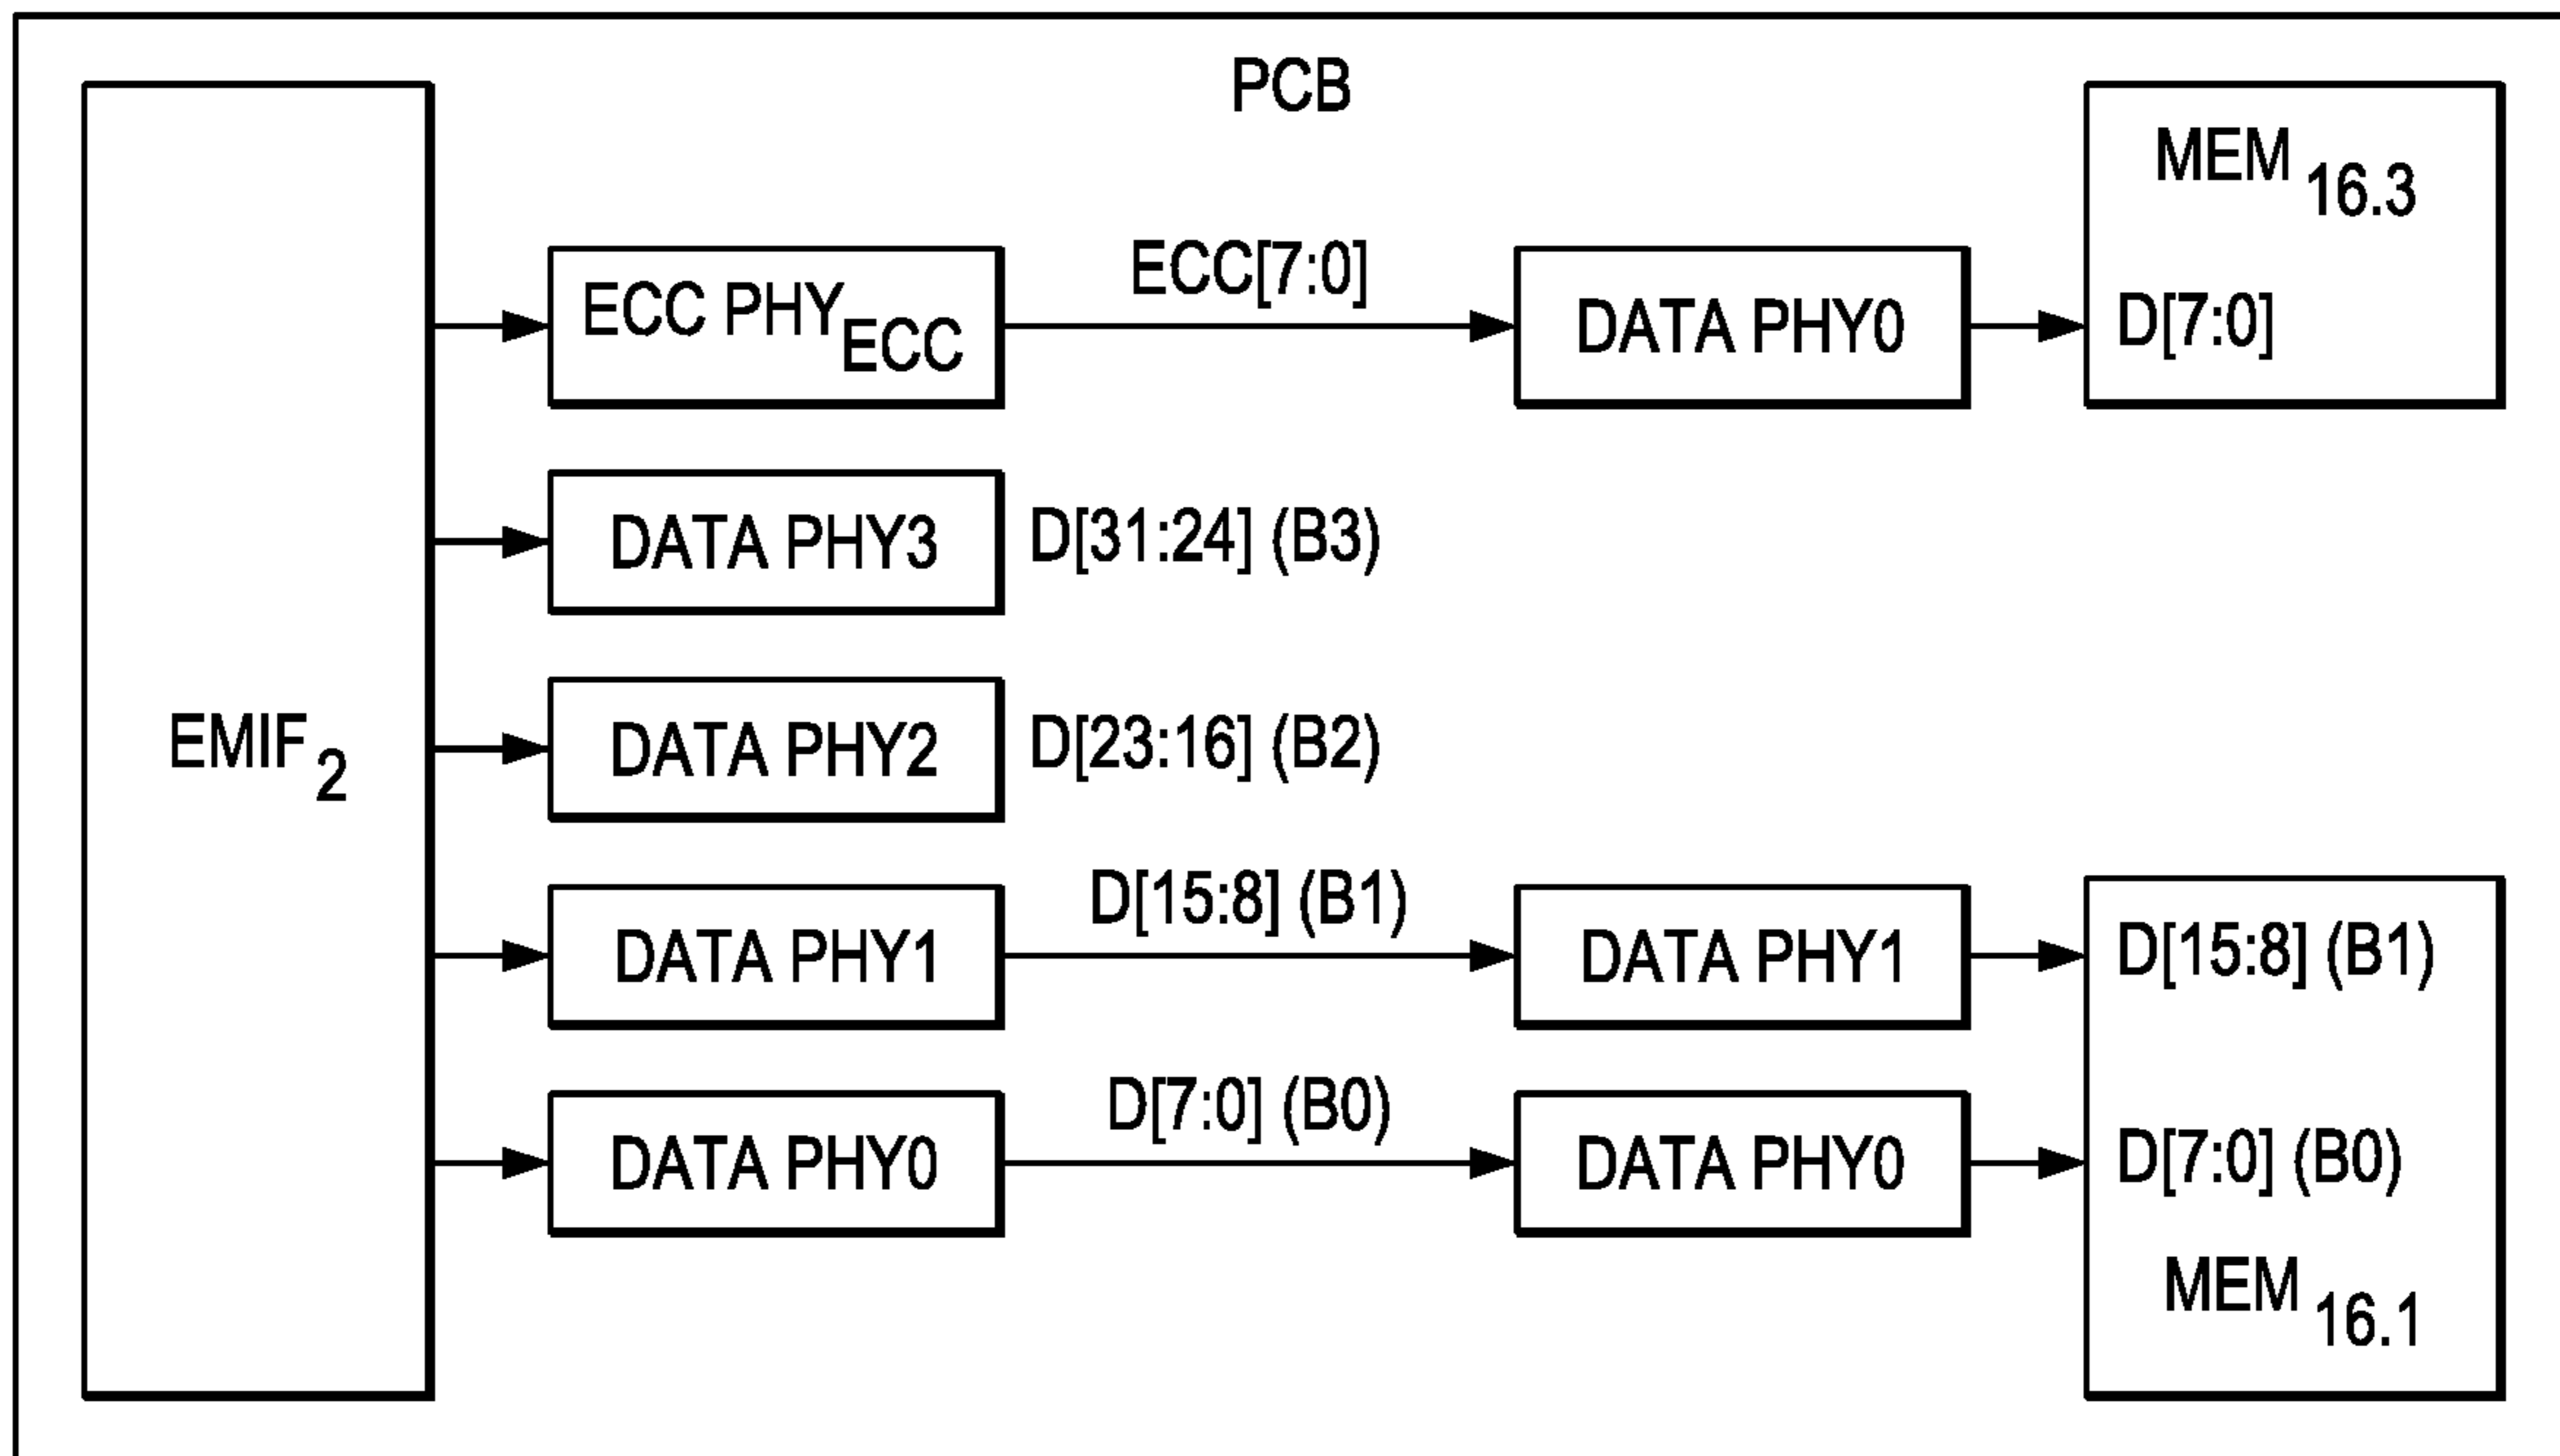 PCB
MEM 16.3
ECC[7:0]
ECC PHY ECC
DATA PHY0
D[7:0]
DATA PHY3
D[31:24] (B3)
EMIF 2
DATA PHY2
D[23:16] (B2)
D[15:8] (B1)
DATA PHY1
DATA PHY1
D[15:8] (B1)
D[7:0] (B0)
DATA PHY0
DATA PHY0
D[7:0] (B0)
MEM 16.1